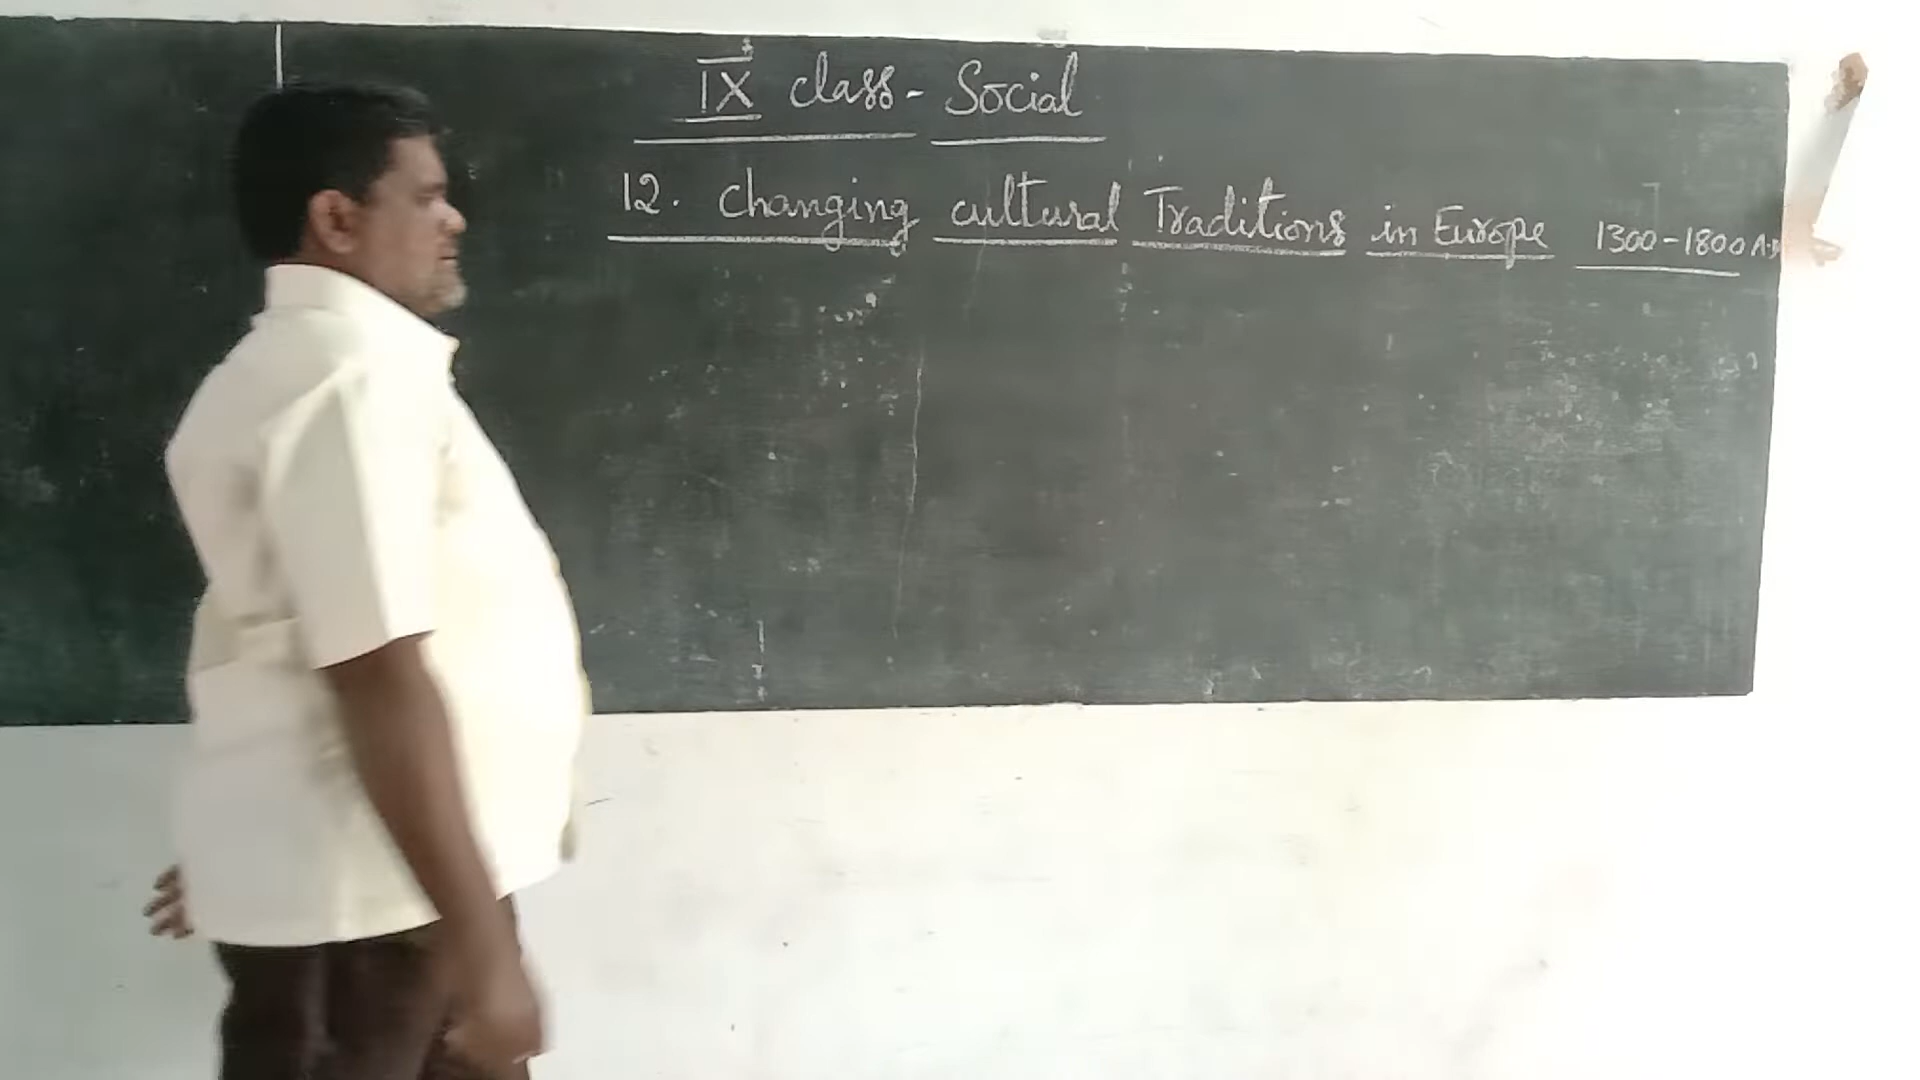 IX class - Social
12. Changing cultural Traditions in Europe 1300-1800 A.D